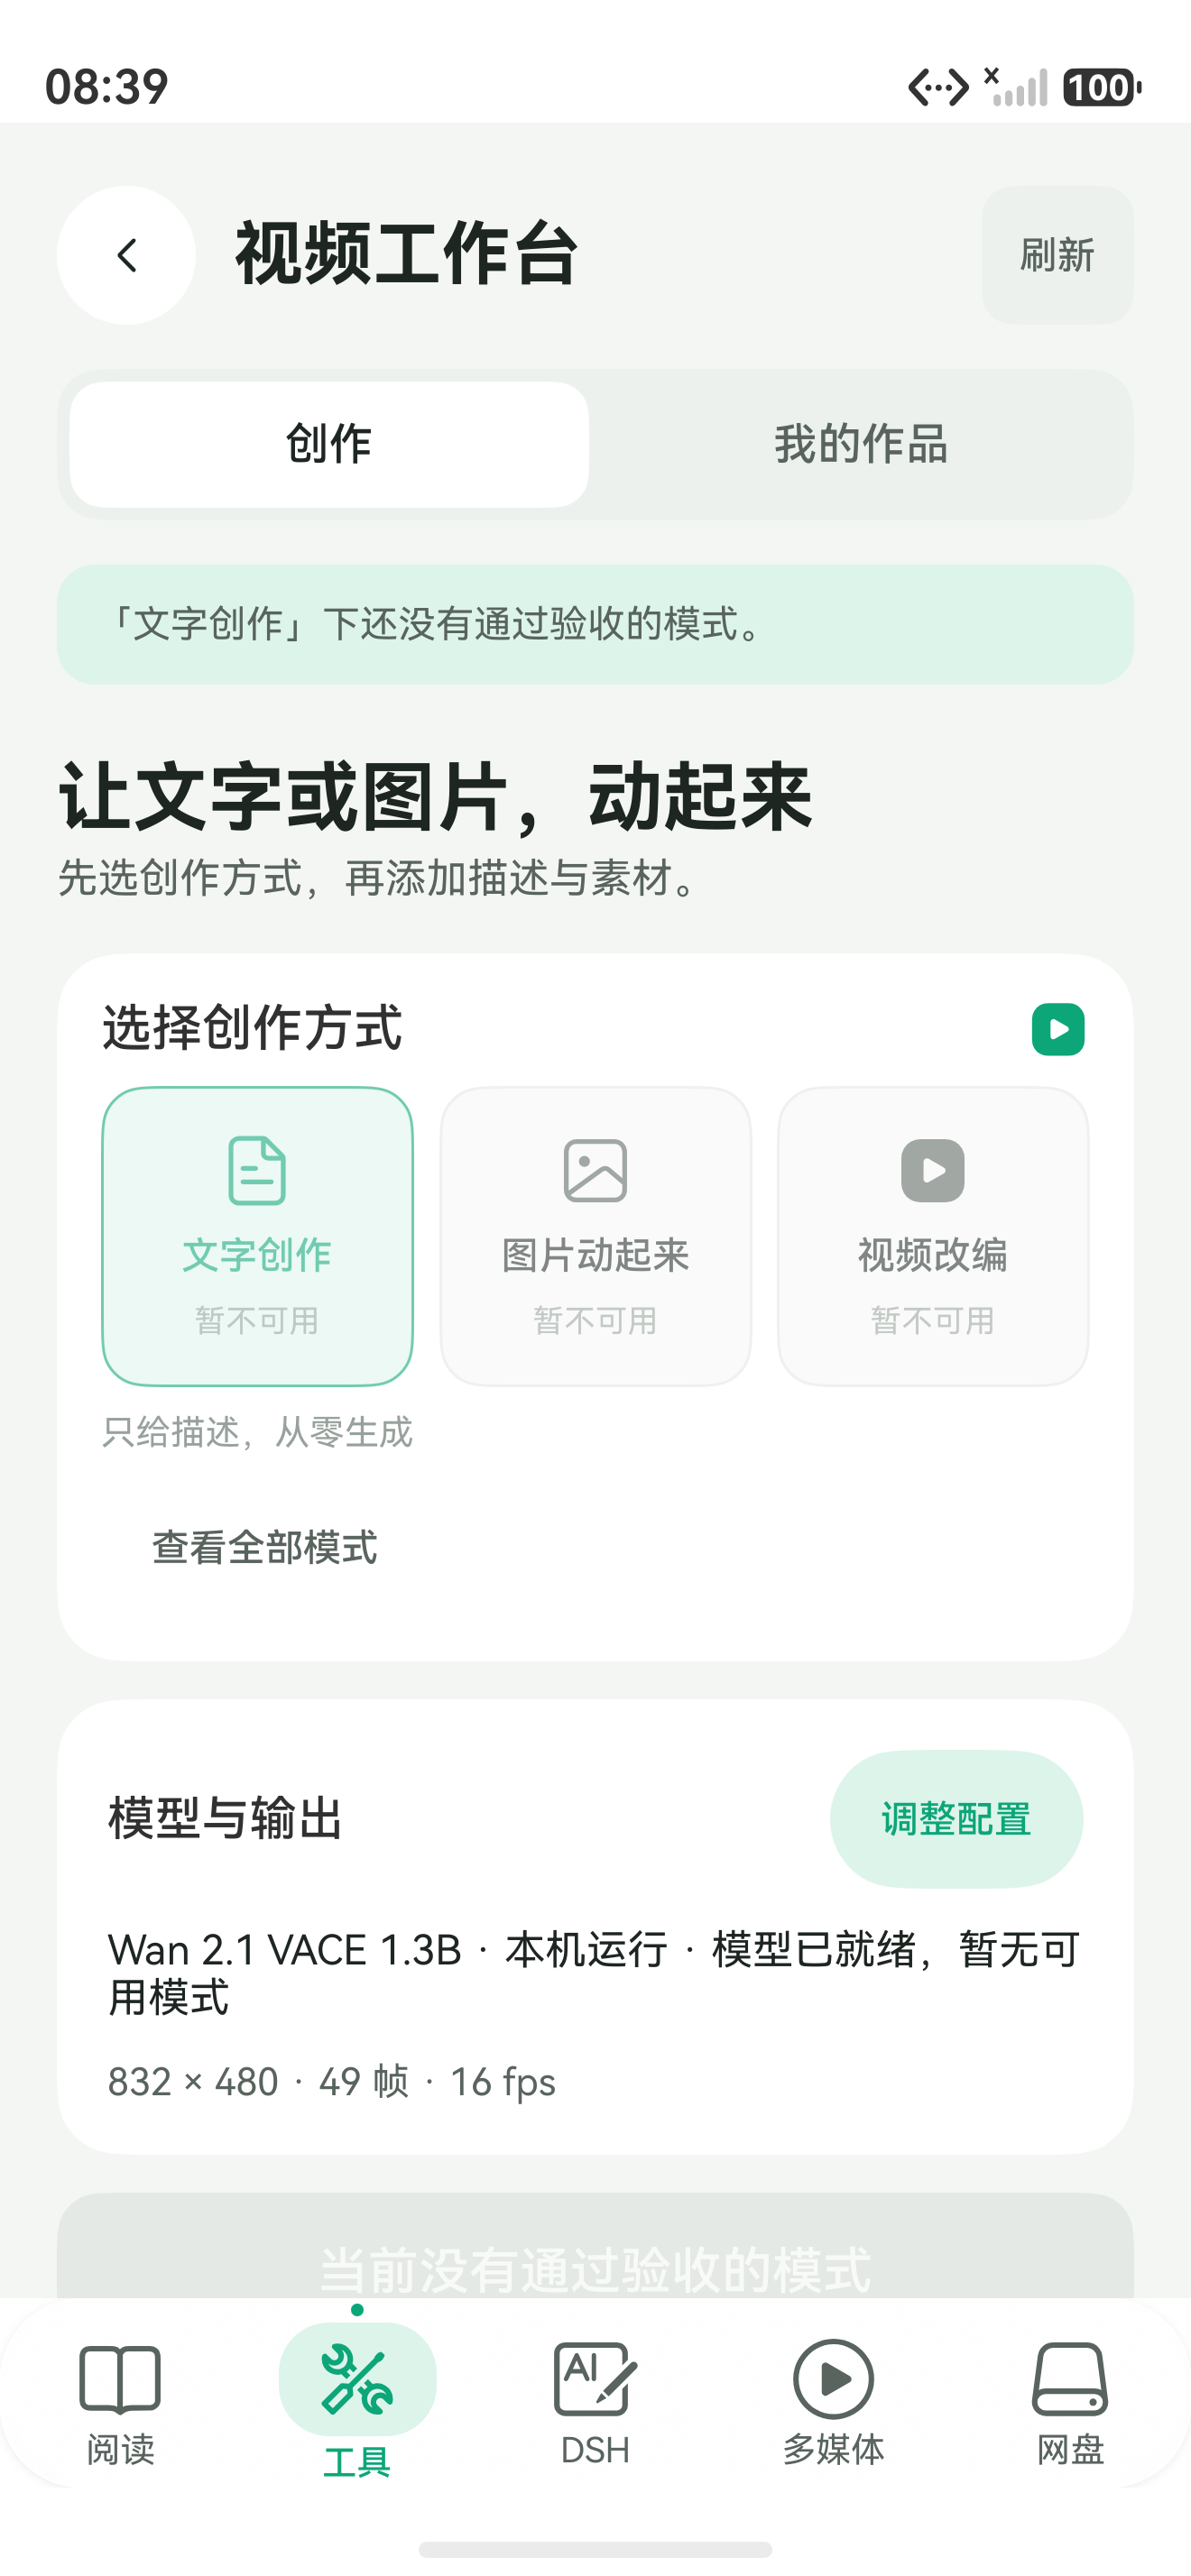 08:39
100
视频工作台
刷新
创作
我的作品
「文字创作」下还没有通过验收的模式。
让文字或图片，动起来
先选创作方式，再添加描述与素材。
选择创作方式
文字创作
图片动起来
视频改编
暂不可用
暂不可用
暂不可用
只给描述，从零生成
查看全部模式
模型与输出
调整配置
Wan 2.1 VACE 1.3B · 本机运行 · 模型已就绪，暂无可
用模式
832 × 480 · 49 帧 · 16 fps
当前没有通过验收的模式
阅读
工具
DSH
多媒体
网盘